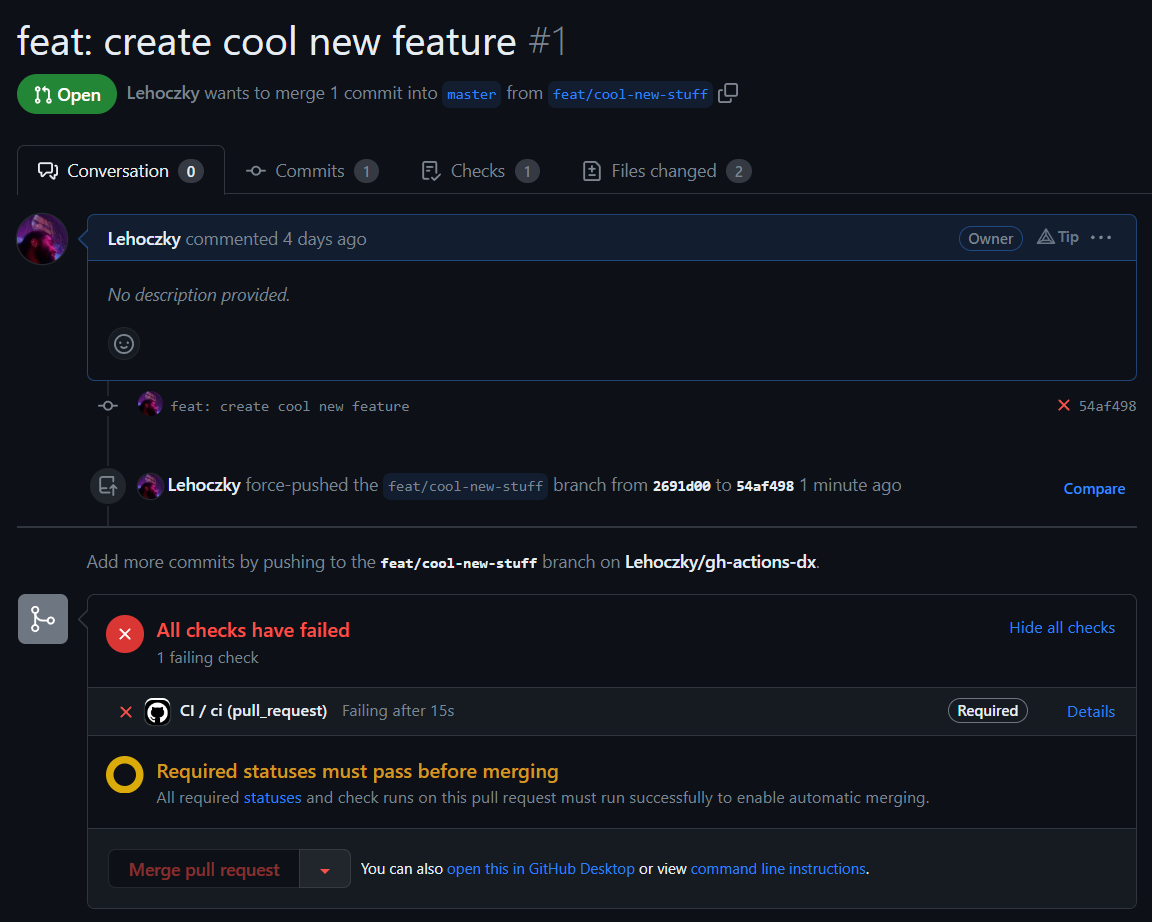 feat: create cool new feature #1
Open Lehoczky wants to merge 1 commit into master from feat/cool-new-stuff
Conversation 0 Commits 1 Checks 1 Files changed 2
Lehoczky commented 4 days ago Owner Tip
No description provided.
feat: create cool new feature 54af498
Lehoczky force-pushed the feat/cool-new-stuff branch from 2691d00 to 54af498 1 minute ago Compare
Add more commits by pushing to the feat/cool-new-stuff branch on Lehoczky/gh-actions-dx.
All checks have failed Hide all checks
1 failing check
CI / ci (pull_request) Failing after 15s Required Details
Required statuses must pass before merging
All required statuses and check runs on this pull request must run successfully to enable automatic merging.
Merge pull request You can also open this in GitHub Desktop or view command line instructions.